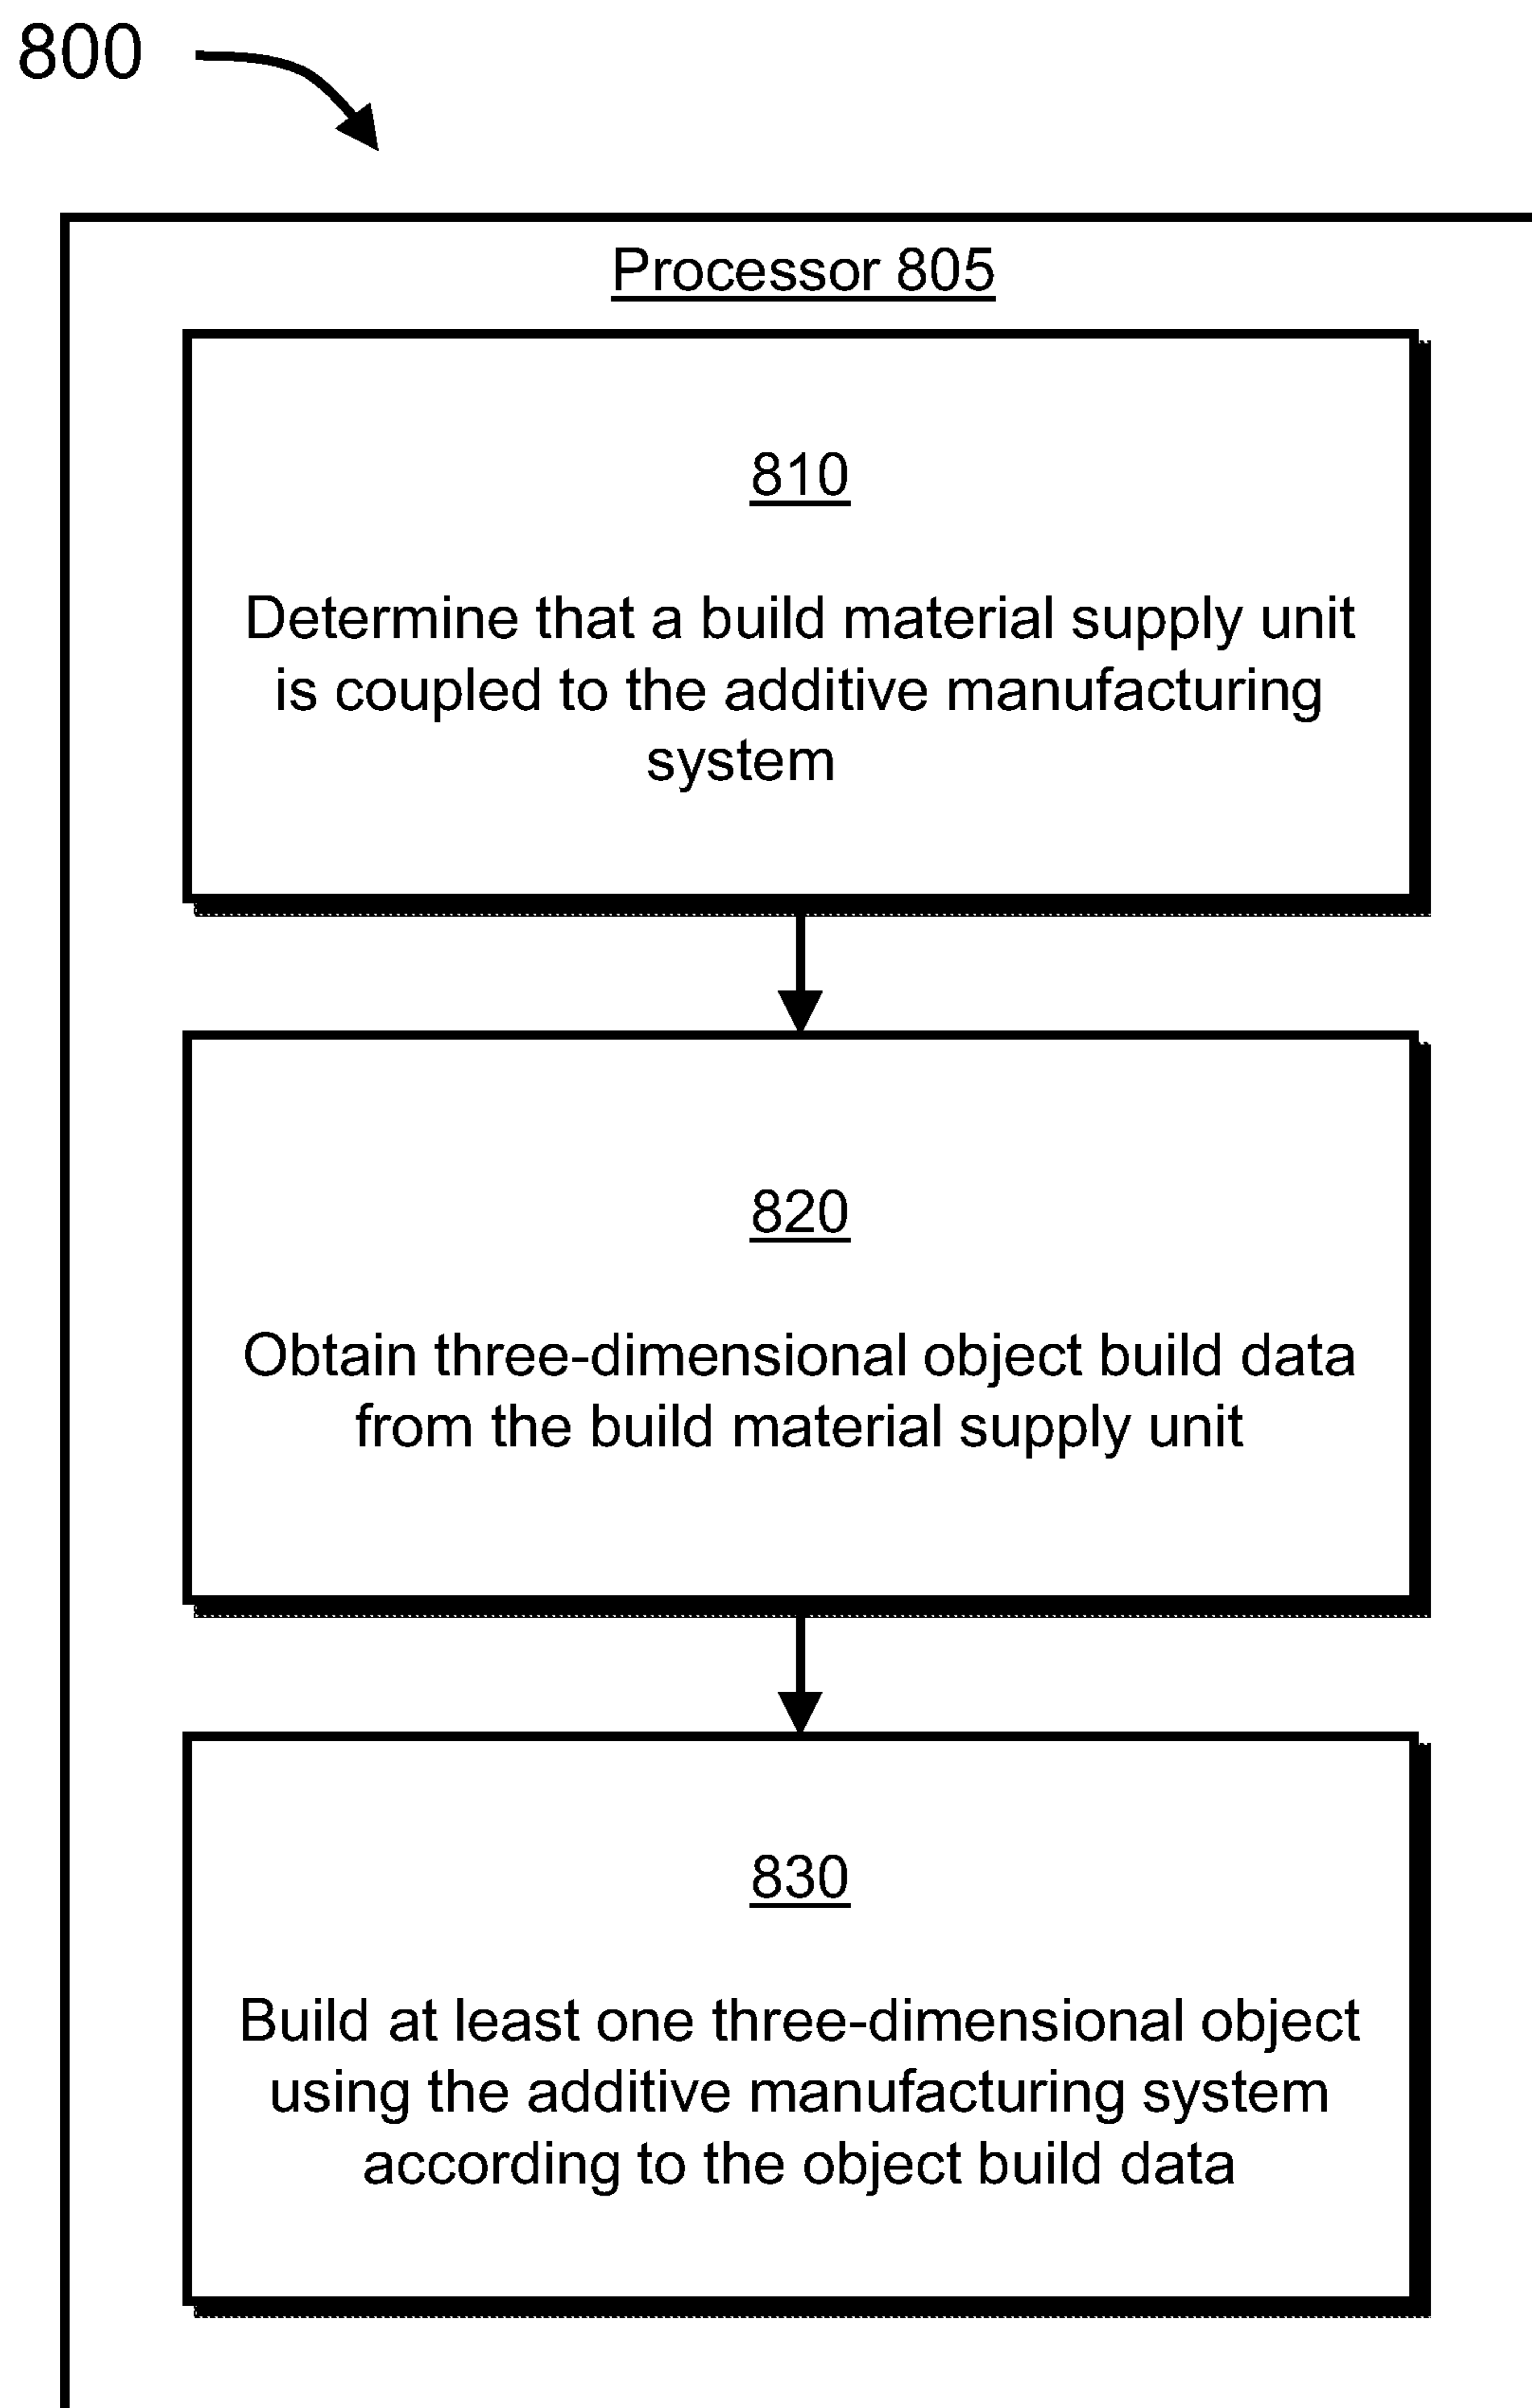 800
Processor 805
810
Determine that a build material supply unit
is coupled to the additive manufacturing
system
820
Obtain three-dimensional object build data
from the build material supply unit
830
Build at least one three-dimensional object
using the additive manufacturing system
according to the object build data